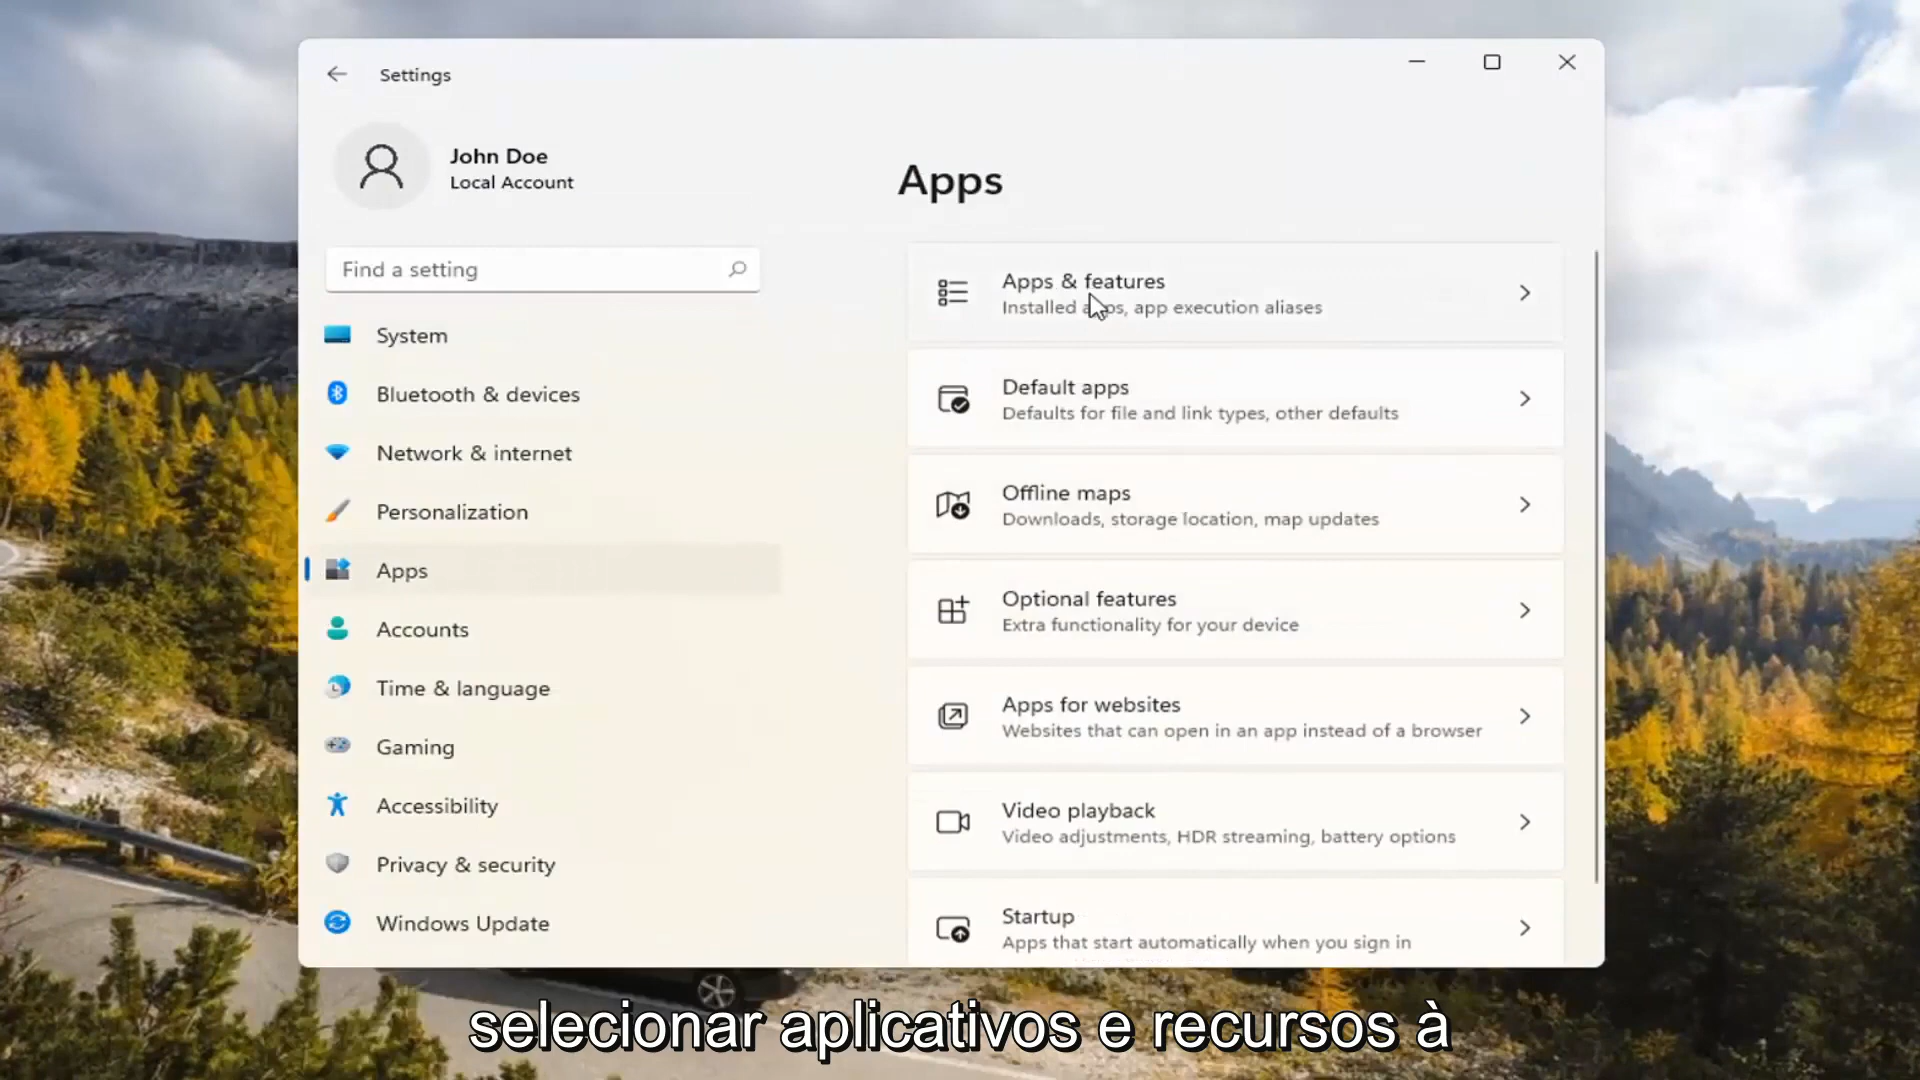 Settings
John Doe
Local Account
Find a setting
System
Bluetooth & devices
Network & internet
Personalization
Apps
Accounts
Time & language
Gaming
Accessibility
Privacy & security
Windows Update
Apps
Apps & features
Installed apps, app execution aliases
Default apps
Defaults for file and link types, other defaults
Offline maps
Downloads, storage location, map updates
Optional features
Extra functionality for your device
Apps for websites
Websites that can open in an app instead of a browser
Video playback
Video adjustments, HDR streaming, battery options
Startup
Apps that start automatically when you sign in
selecionar aplicativos e recursos à